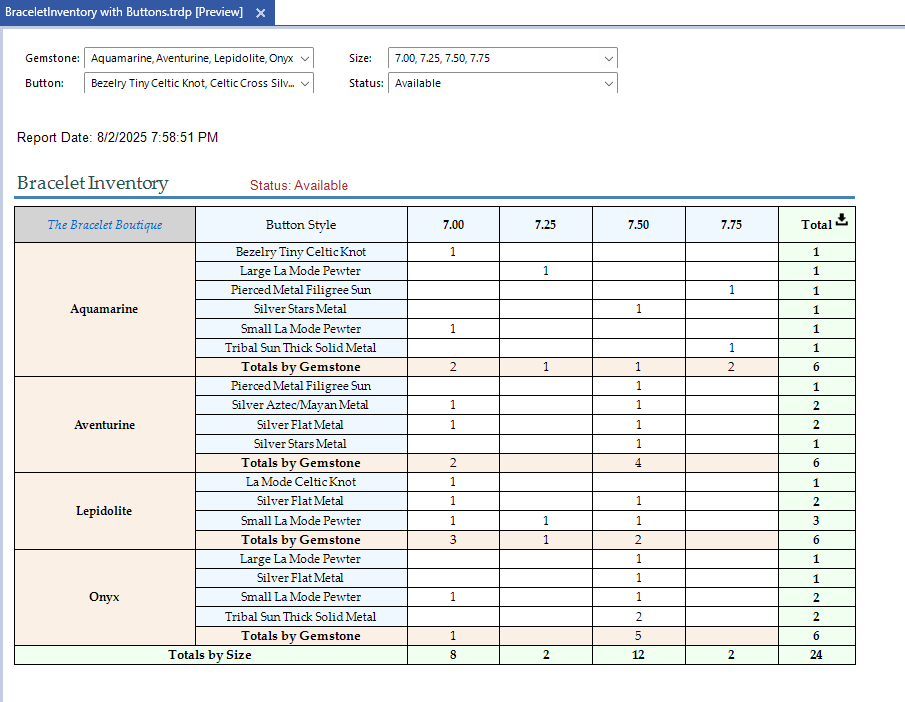 BraceletInventory with Buttons.trdp [Preview]
Gemstone: Aquamarine, Aventurine, Lepidolite, Onyx Size: 7.00, 7.25, 7.50, 7.75
Button: Bezelry Tiny Celtic Knot, Celtic Cross Silv... Status: Available
Report Date: 8/2/2025 7:58:51 PM
Bracelet Inventory Status: Available
The Bracelet Boutique Button Style 7.00 7.25 7.50 7.75 Total
Aquamarine
Bezelry Tiny Celtic Knot 1 1
Large La Mode Pewter 1 1
Pierced Metal Filigree Sun 1 1
Silver Stars Metal 1 1
Small La Mode Pewter 1 1
Tribal Sun Thick Solid Metal 1 1
Totals by Gemstone 2 1 1 2 6
Aventurine
Pierced Metal Filigree Sun 1 1
Silver Aztec/Mayan Metal 1 1 2
Silver Flat Metal 1 1 2
Silver Stars Metal 1 1
Totals by Gemstone 2 4 6
Lepidolite
La Mode Celtic Knot 1 1
Silver Flat Metal 1 1 2
Small La Mode Pewter 1 1 1 3
Totals by Gemstone 3 1 2 6
Onyx
Large La Mode Pewter 1 1
Silver Flat Metal 1 1
Small La Mode Pewter 1 1 2
Tribal Sun Thick Solid Metal 2 2
Totals by Gemstone 1 5 6
Totals by Size 8 2 12 2 24